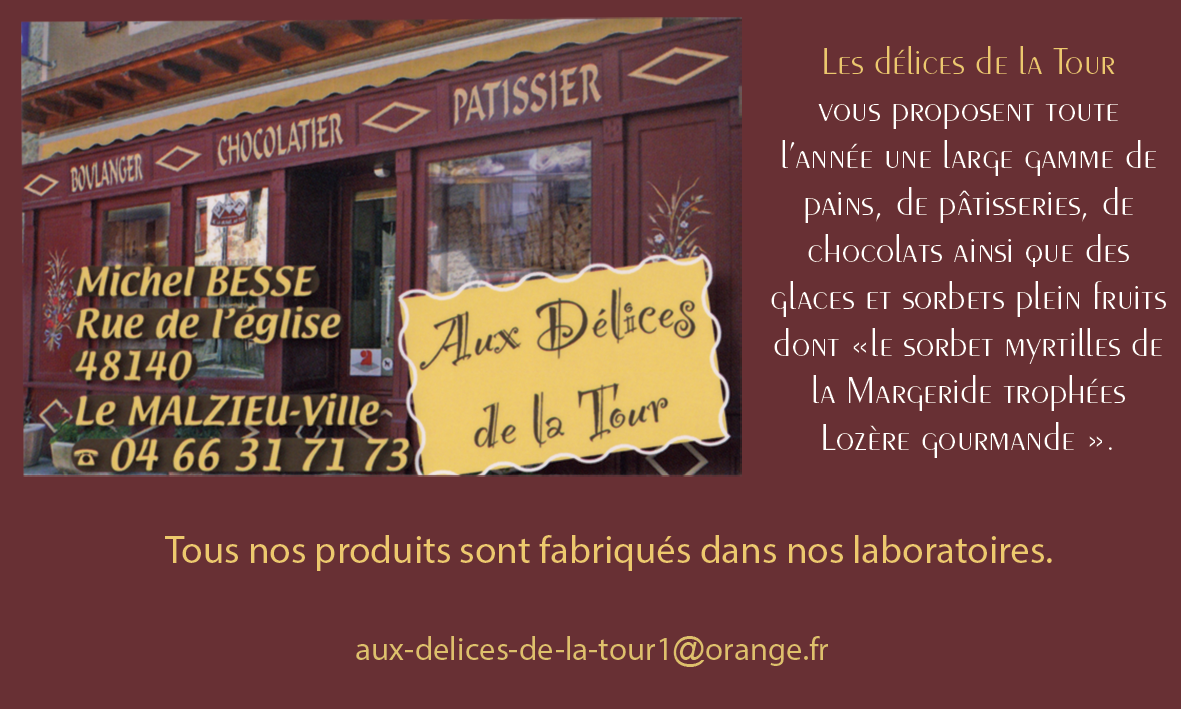 BOULANGER
CHOCOLATIER
PATISSIER
Michel BESSE
Rue de l'église
48140
Le MALZIEU-Ville
☎ 04 66 31 71 73
Aux Délices
de la Tour
Les délices de la Tour
vous proposent toute
l'année une large gamme de
pains, de pâtisseries, de
chocolats ainsi que des
glaces et sorbets plein fruits
dont «le sorbet myrtilles de
la Margeride trophées
Lozère gourmande ».
Tous nos produits sont fabriqués dans nos laboratoires.
aux-delices-de-la-tour1@orange.fr